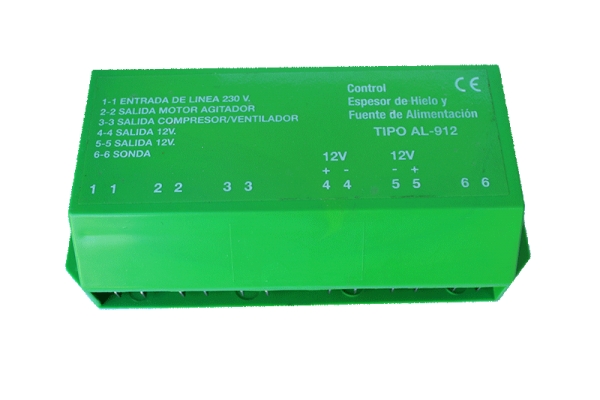 1-1 ENTRADA DE LINEA 230 V.
2-2 SALIDA MOTOR AGITADOR
3-3 SALIDA COMPRESOR/VENTILADOR
4-4 SALIDA 12V.
5-5 SALIDA 12V.
6-6 SONDA
Control CE
Espesor de Hielo y
Fuente de Alimentación
TIPO AL-912
12V 12V
+ - - +
1 1 2 2 3 3 4 4 5 5 6 6